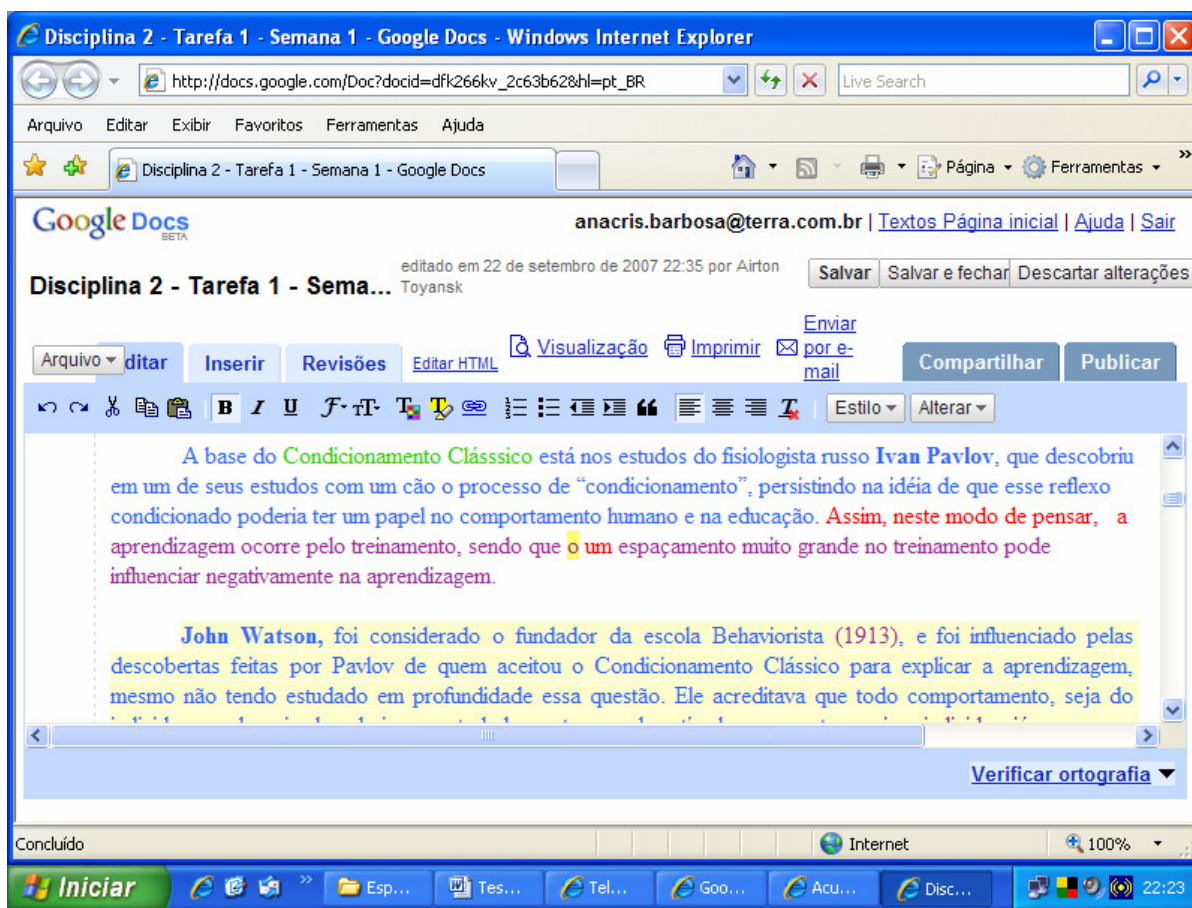 Disciplina 2 - Tarefa 1 - Semana 1 - Google Docs - Windows Internet Explorer
http://docs.google.com/Doc?docid=dfk266kv_2c63b62&hl=pt_BR Live Search
Arquivo Editar Exibir Favoritos Ferramentas Ajuda
Disciplina 2 - Tarefa 1 - Semana 1 - Google Docs Página Ferramentas »
Google Docs BETA anacris.barbosa@terra.com.br | Textos Página inicial | Ajuda | Sair
Disciplina 2 - Tarefa 1 - Sema... editado em 22 de setembro de 2007 22:35 por Airton Toyansk Salvar Salvar e fechar Descartar alterações
Arquivo ditar Inserir Revisões Editar HTML Visualização Imprimir Enviar por e-mail Compartilhar Publicar
B I U Estilo Alterar
A base do Condicionamento Clásssico está nos estudos do fisiologista russo Ivan Pavlov, que descobriu
em um de seus estudos com um cão o processo de “condicionamento”, persistindo na idéia de que esse reflexo
condicionado poderia ter um papel no comportamento humano e na educação. Assim, neste modo de pensar, a
aprendizagem ocorre pelo treinamento, sendo que o um espaçamento muito grande no treinamento pode
influenciar negativamente na aprendizagem.
John Watson, foi considerado o fundador da escola Behaviorista (1913), e foi influenciado pelas
descobertas feitas por Pavlov de quem aceitou o Condicionamento Clássico para explicar a aprendizagem,
mesmo não tendo estudado em profundidade essa questão. Ele acreditava que todo comportamento, seja do
Verificar ortografia
Concluído Internet 100%
Iniciar » Esp... Tes... Tel... Goo... Acu... Disc... 22:23